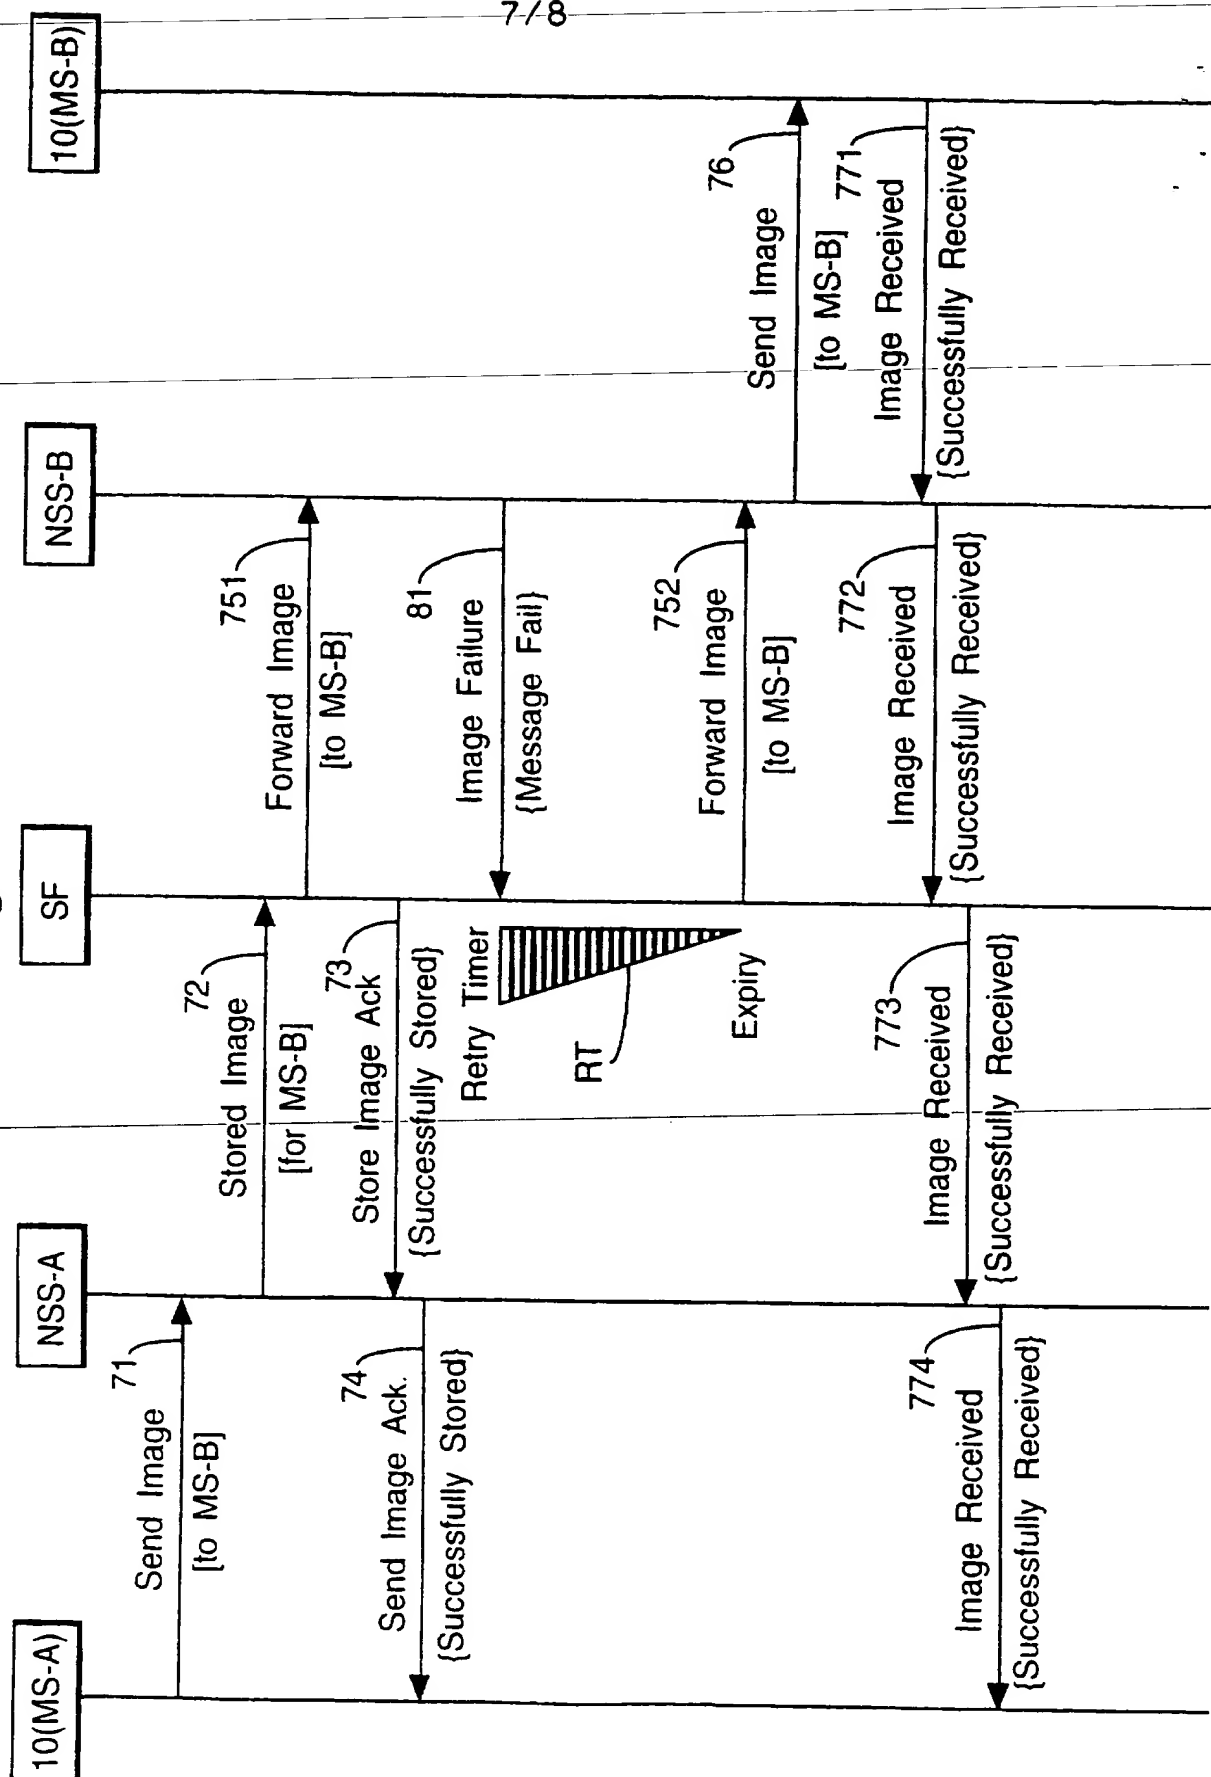 7/8
10(MS-A)
NSS-A
SF
NSS-B
10(MS-B)
71
Send Image
[to MS-B]
72
Stored Image
[for MS-B]
751
Forward Image
[to MS-B]
73
Store Image Ack
{Successfully Stored}
74
Send Image Ack.
{Successfully Stored}
81
Image Failure
{Message Fail}
Retry Timer
RT
Expiry
752
Forward Image
[to MS-B]
76
Send Image
[to MS-B]
771
Image Received
{Successfully Received}
772
Image Received
{Successfully Received}
773
Image Received
{Successfully Received}
774
Image Received
{Successfully Received}